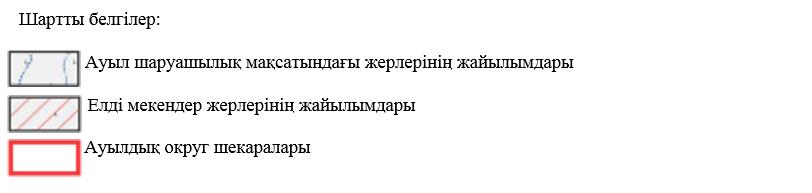 Шартты белгілер:
Ауыл шаруашылық мақсатындағы жерлерінің жайылымдары
Елді мекендер жерлерінің жайылымдары
Ауылдық округ шекаралары